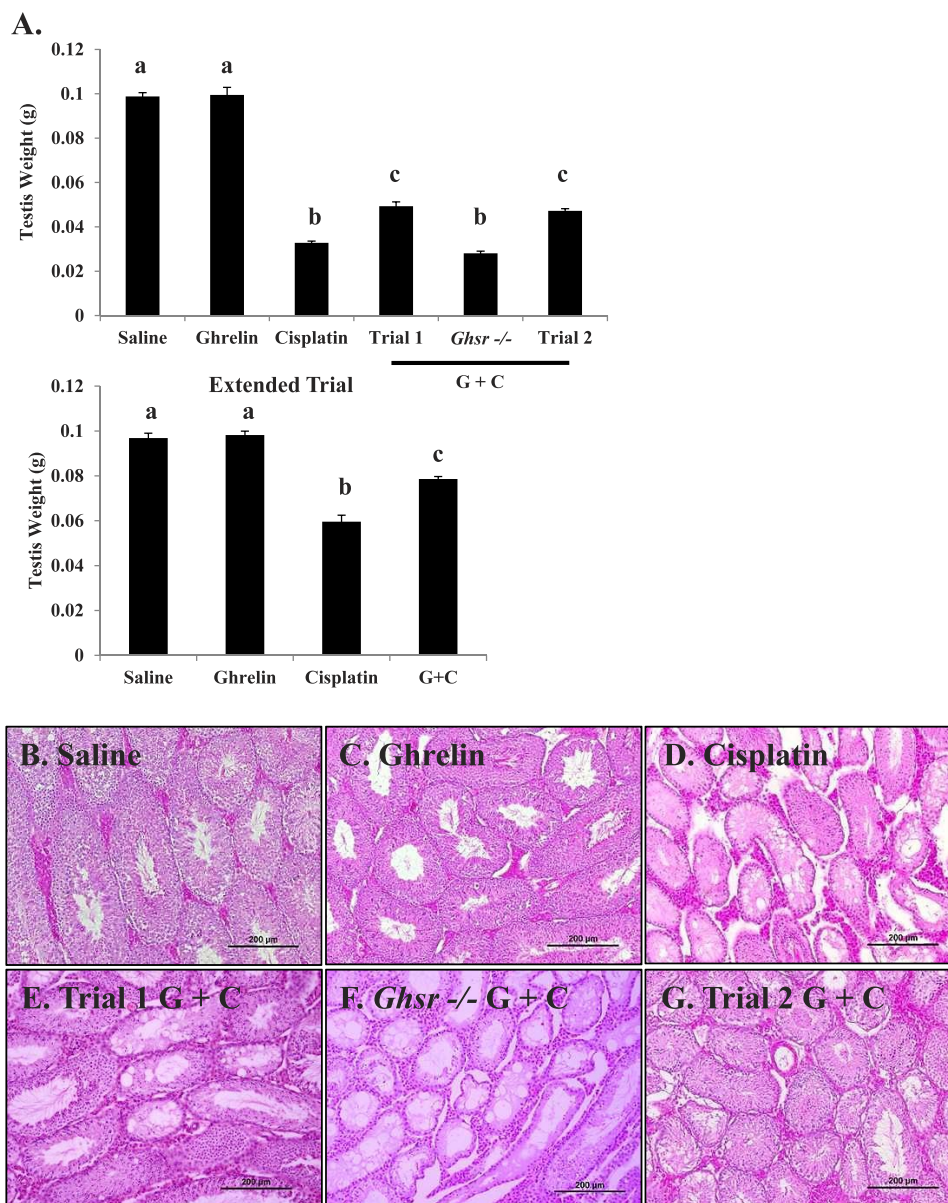 A.
0.12
a a
0.1
0.08
0.06
c c
b b
0.04
0.02
0
Testis Weight (g)
Saline Ghrelin Cisplatin Trial 1 Ghsr -/- Trial 2
G + C
Extended Trial
0.12
a a
0.1
c
0.08
b
0.06
0.04
0.02
0
Testis Weight (g)
Saline Ghrelin Cisplatin G+C
B. Saline
200 μm
C. Ghrelin
200 μm
D. Cisplatin
200 μm
E. Trial 1 G + C
200 μm
F. Ghsr -/- G + C
200 μm
G. Trial 2 G + C
200 μm